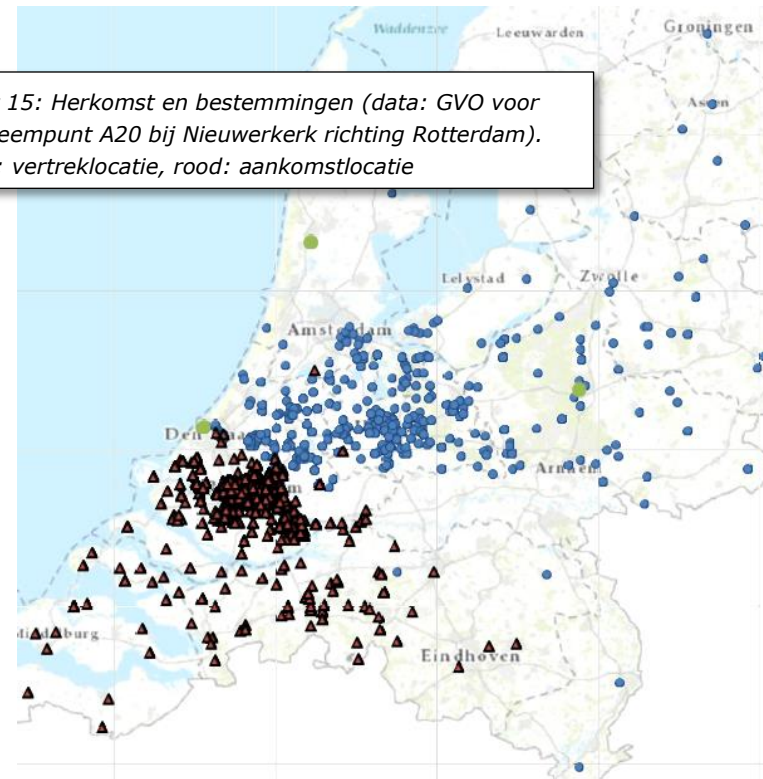 Waddenzee
Leeuwarden
Groningen
15: Herkomst en bestemmingen (data: GVO voor
eempunt A20 bij Nieuwerkerk richting Rotterdam).
: vertreklocatie, rood: aankomstlocatie
Assen
Lelystad
Zwolle
Amsterdam
Den
Arnhem
Middelburg
Eindhoven